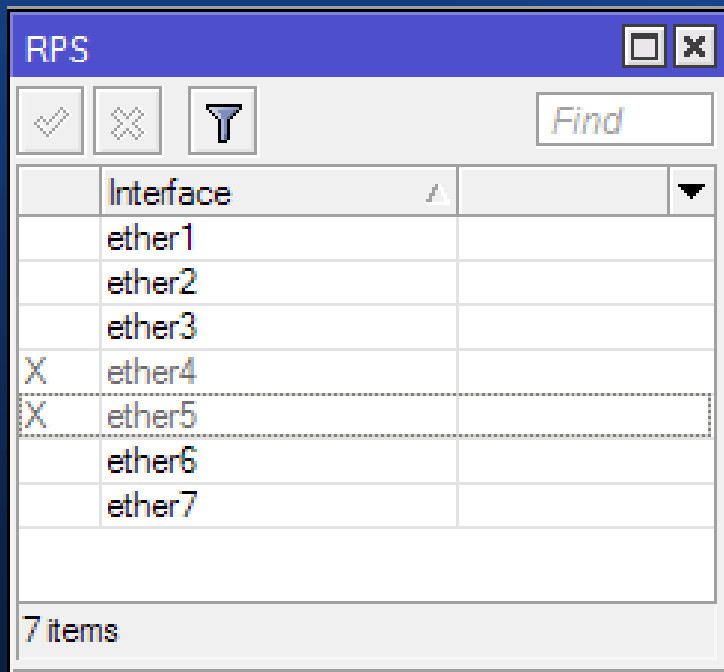 RPS
Find
Interface
ether1
ether2
ether3
X ether4
X ether5
ether6
ether7
7 items